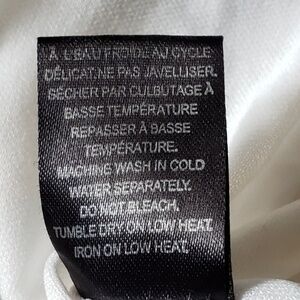 À L'EAU FROIDE AU CYCLE
DÉLICAT. NE PAS JAVELLISER.
SÉCHER PAR CULBUTAGE À
BASSE TEMPÉRATURE
REPASSER À BASSE
TEMPÉRATURE.
MACHING WASH IN COLD
WATER SEPARATELY.
DO NOT BLEACH.
TUMBLE DRY ON LOW HEAT.
IRON ON LOW HEAT.